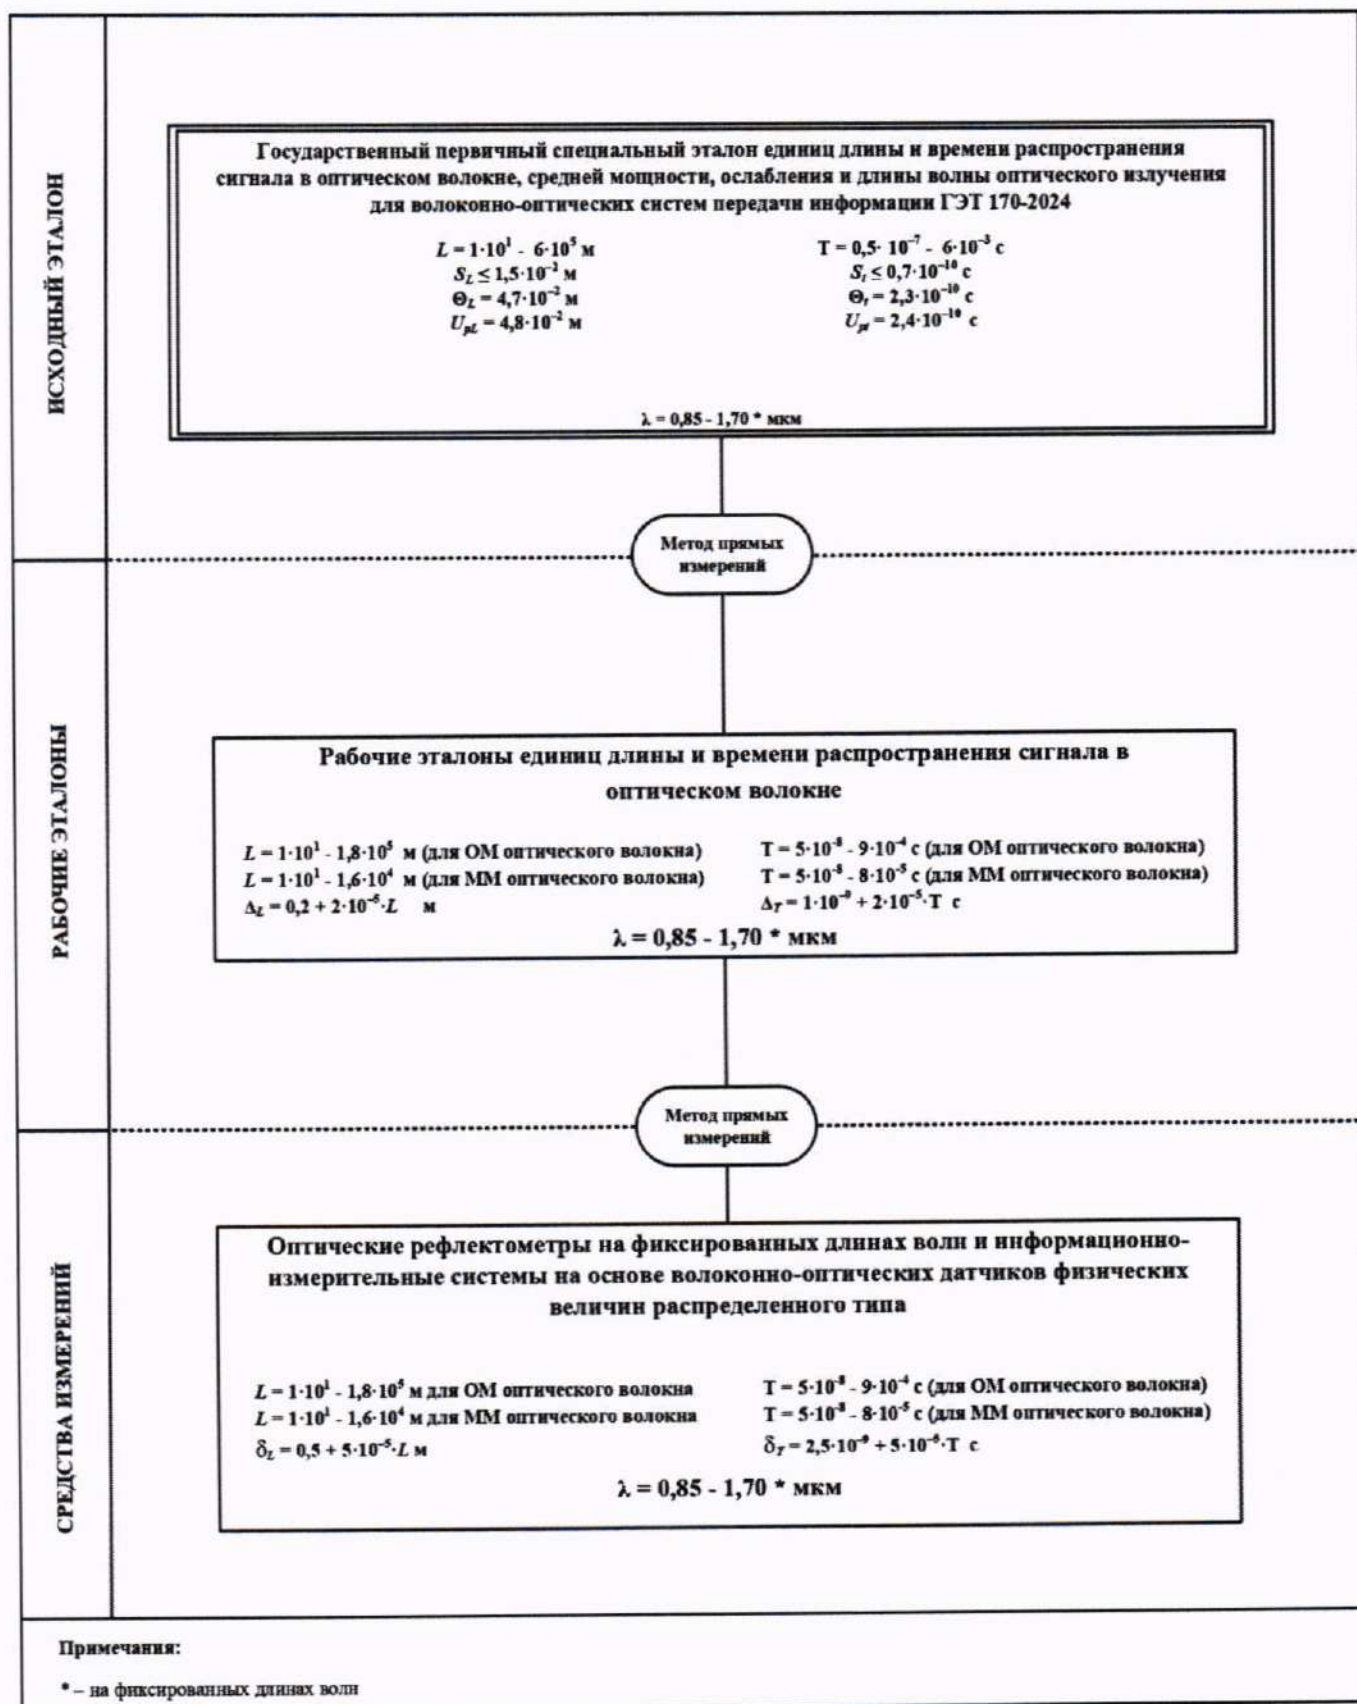 ИСХОДНЫЙ ЭТАЛОН
Государственный первичный специальный эталон единиц длины и времени распространения
сигнала в оптическом волокне, средней мощности, ослабления и длины волны оптического излучения
для волоконно-оптических систем передачи информации ГЭТ 170-2024
L = 1·10¹ - 6·10⁵ м
T = 0,5· 10⁻⁷ - 6·10⁻³ с
S_L ≤ 1,5·10⁻² м
S_t ≤ 0,7·10⁻¹⁰ с
Θ_L = 4,7·10⁻² м
Θ_t = 2,3·10⁻¹⁰ с
U_pL = 4,8·10⁻² м
U_pt = 2,4·10⁻¹⁰ с
λ = 0,85 - 1,70 * мкм
Метод прямых
измерений
РАБОЧИЕ ЭТАЛОНЫ
Рабочие эталоны единиц длины и времени распространения сигнала в
оптическом волокне
L = 1·10¹ - 1,8·10⁵ м (для ОМ оптического волокна)
T = 5·10⁻⁸ - 9·10⁻⁴ с (для ОМ оптического волокна)
L = 1·10¹ - 1,6·10⁴ м (для ММ оптического волокна)
T = 5·10⁻⁸ - 8·10⁻⁵ с (для ММ оптического волокна)
Δ_L = 0,2 + 2·10⁻⁵·L м
Δ_T = 1·10⁻⁹ + 2·10⁻⁵·T с
λ = 0,85 - 1,70 * мкм
Метод прямых
измерений
СРЕДСТВА ИЗМЕРЕНИЙ
Оптические рефлектометры на фиксированных длинах волн и информационно-
измерительные системы на основе волоконно-оптических датчиков физических
величин распределенного типа
L = 1·10¹ - 1,8·10⁵ м для ОМ оптического волокна
T = 5·10⁻⁸ - 9·10⁻⁴ с (для ОМ оптического волокна)
L = 1·10¹ - 1,6·10⁴ м для ММ оптического волокна
T = 5·10⁻⁸ - 8·10⁻⁵ с (для ММ оптического волокна)
δ_L = 0,5 + 5·10⁻⁵·L м
δ_T = 2,5·10⁻⁹ + 5·10⁻⁵·T с
λ = 0,85 - 1,70 * мкм
Примечания:
* – на фиксированных длинах волн